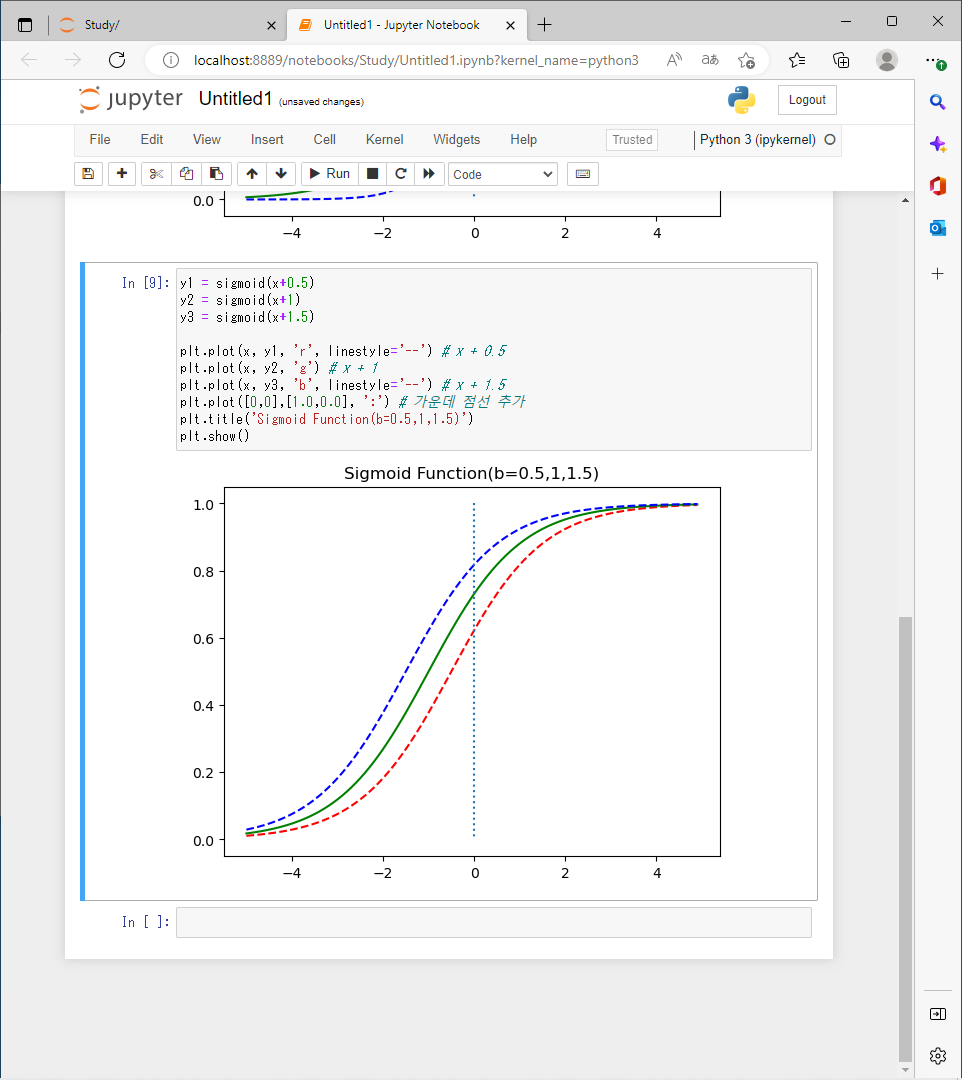 Study/
Untitled1 - Jupyter Notebook
localhost:8889/notebooks/Study/Untitled1.ipynb?kernel_name=python3
jupyter Untitled1 (unsaved changes)
Logout
File Edit View Insert Cell Kernel Widgets Help Trusted Python 3 (ipykernel)
Run Code
0.0
−4 −2 0 2 4
In [9]: y1 = sigmoid(x+0.5)
y2 = sigmoid(x+1)
y3 = sigmoid(x+1.5)
plt.plot(x, y1, 'r', linestyle='--') # x + 0.5
plt.plot(x, y2, 'g') # x + 1
plt.plot(x, y3, 'b', linestyle='--') # x + 1.5
plt.plot([0,0],[1.0,0.0], ':') # 가운데 점선 추가
plt.title('Sigmoid Function(b=0.5,1,1.5)')
plt.show()
Sigmoid Function(b=0.5,1,1.5)
1.0
0.8
0.6
0.4
0.2
0.0
−4 −2 0 2 4
In [ ]: